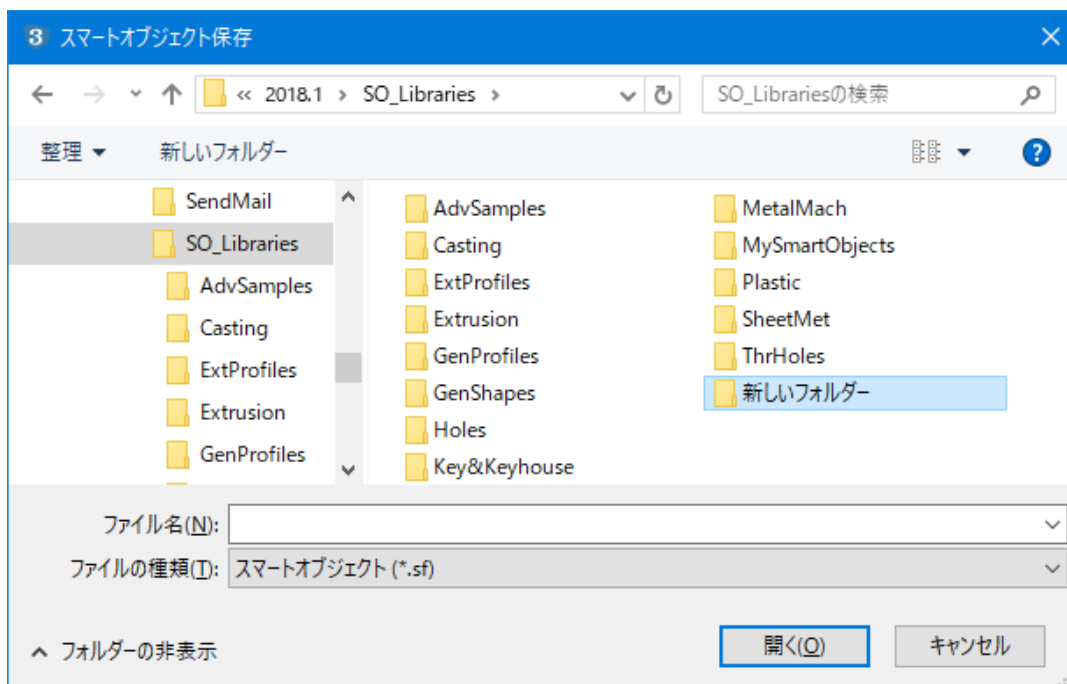 3 スマートオブジェクト保存
« 2018.1 › SO_Libraries › SO_Librariesの検索
整理 新しいフォルダー ?
SendMail
SO_Libraries
AdvSamples
Casting
ExtProfiles
Extrusion
GenProfiles
AdvSamples
Casting
ExtProfiles
Extrusion
GenProfiles
GenShapes
Holes
Key&Keyhouse
MetalMach
MySmartObjects
Plastic
SheetMet
ThrHoles
新しいフォルダー
ファイル名(N):
ファイルの種類(T): スマートオブジェクト (*.sf)
フォルダーの非表示 開く(O) キャンセル